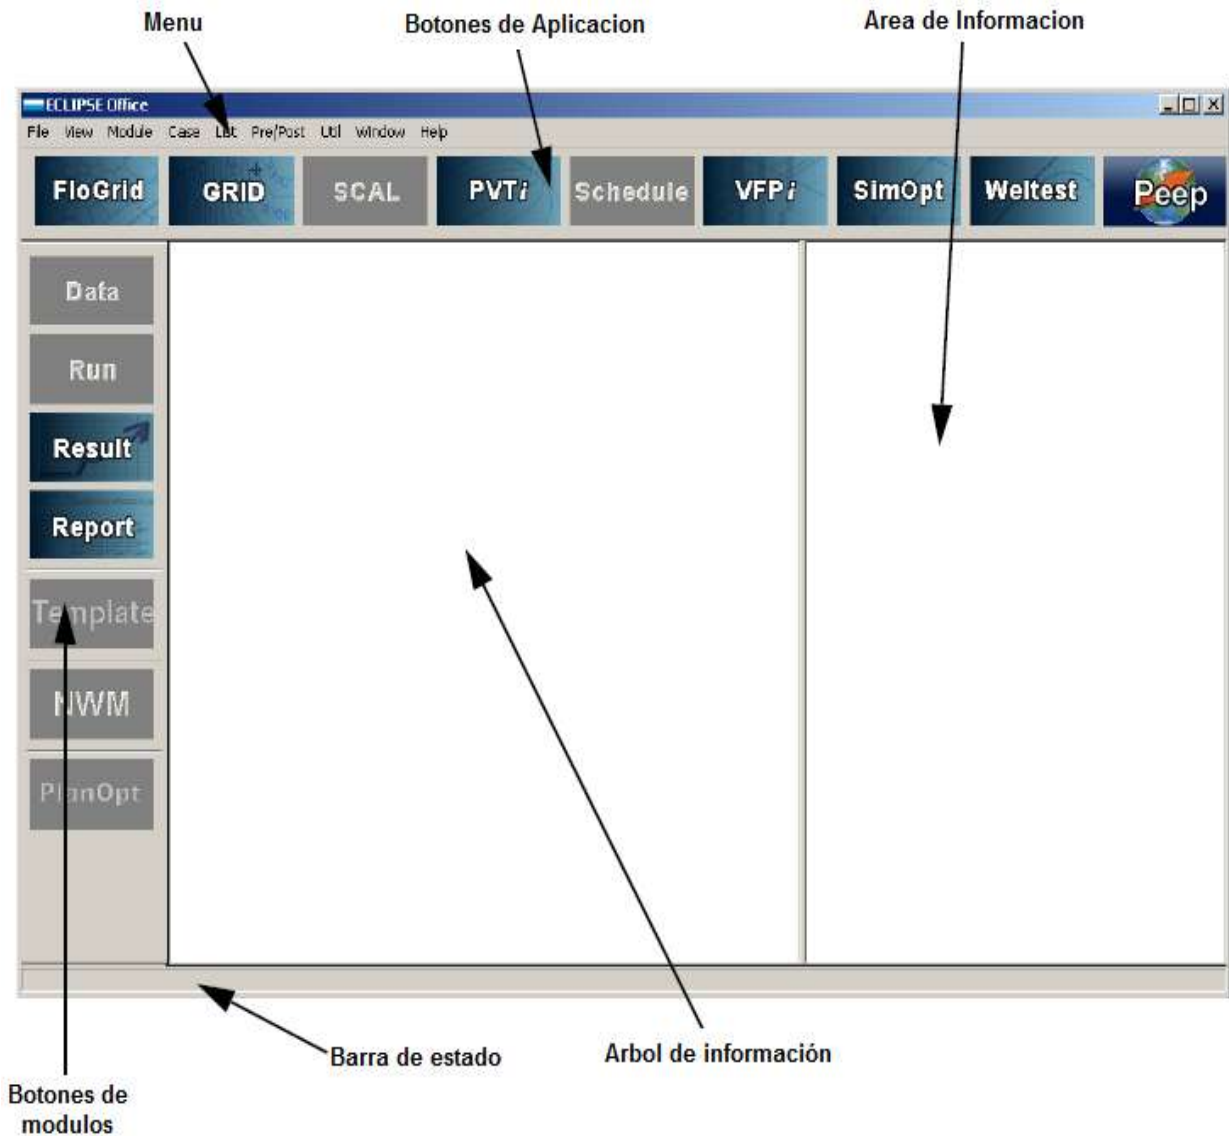 Menu
Botones de Aplicacion
Area de Informacion
ECLIPSE Office
File View Module Case List Pre/Post Util Window Help
FloGrid GRID SCAL PVTi Schedule VFPi SimOpt Weltest Peep
Data
Run
Result
Report
Template
NWM
PlanOpt
Barra de estado
Arbol de información
Botones de
modulos